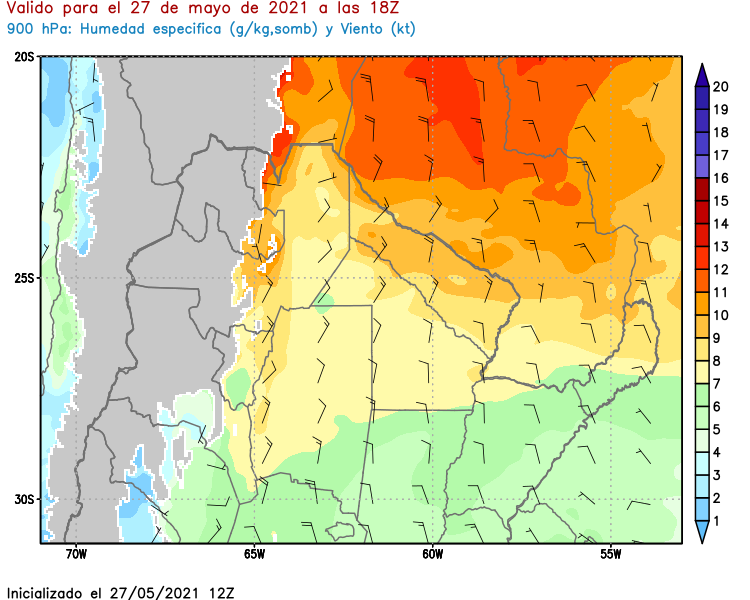 Valido para el 27 de mayo de 2021 a las 18Z
900 hPa: Humedad especifica (g/kg,somb) y Viento (kt)
20S
25S
30S
70W
65W
60W
55W
20
19
18
17
16
15
14
13
12
11
10
9
8
7
6
5
4
3
2
1
Inicializado el 27/05/2021 12Z